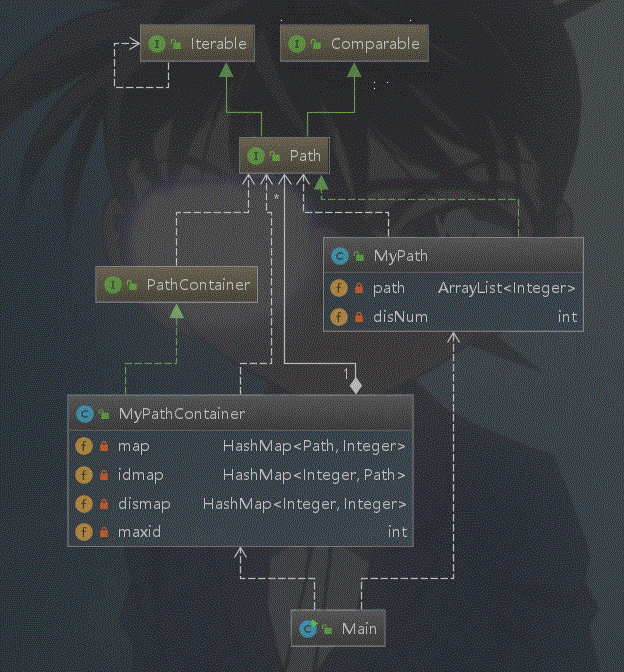 Iterable Comparable
Path
*
MyPath
path ArrayList<Integer>
disNum int
PathContainer
1
MyPathContainer
map HashMap<Path, Integer>
idmap HashMap<Integer, Path>
dismap HashMap<Integer, Integer>
maxid int
Main